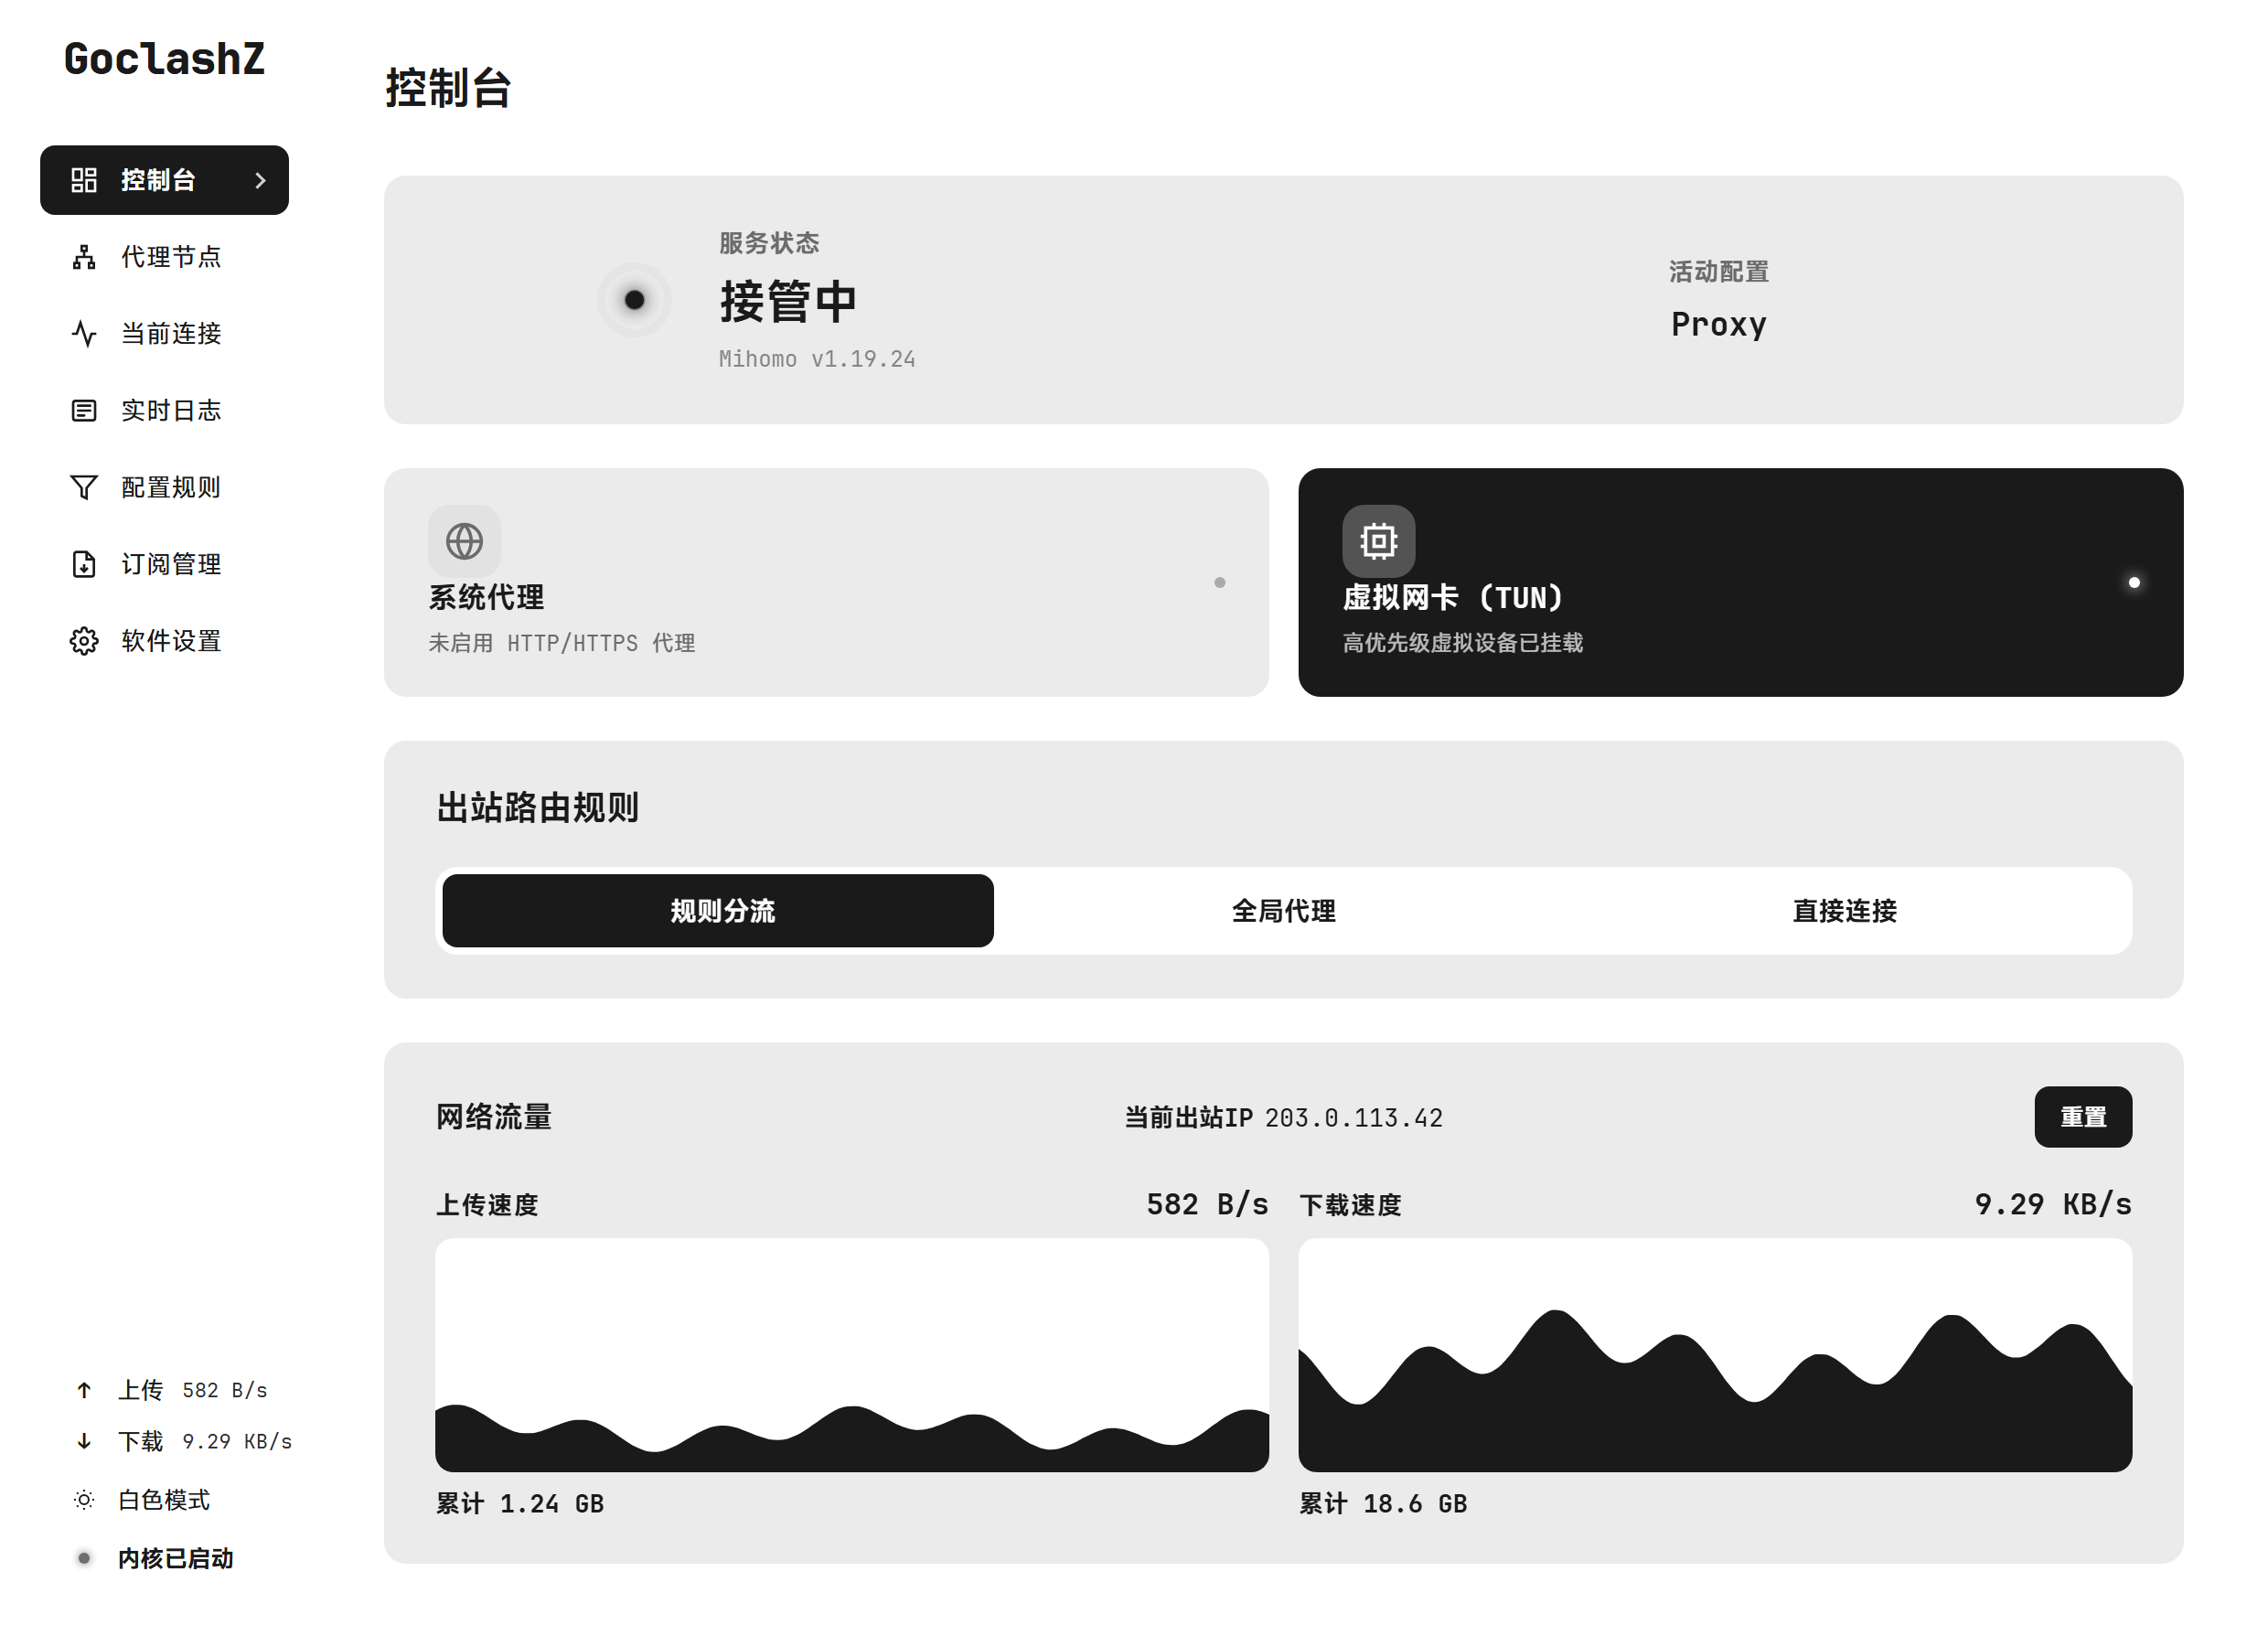 GoclashZ
控制台
代理节点
当前连接
实时日志
配置规则
订阅管理
软件设置
上传 582 B/s
下载 9.29 KB/s
白色模式
内核已启动
控制台
服务状态
接管中
Mihomo v1.19.24
活动配置
Proxy
系统代理
未启用 HTTP/HTTPS 代理
虚拟网卡 (TUN)
高优先级虚拟设备已挂载
出站路由规则
规则分流
全局代理
直接连接
网络流量
当前出站IP 203.0.113.42
重置
上传速度 582 B/s
下载速度 9.29 KB/s
累计 1.24 GB
累计 18.6 GB